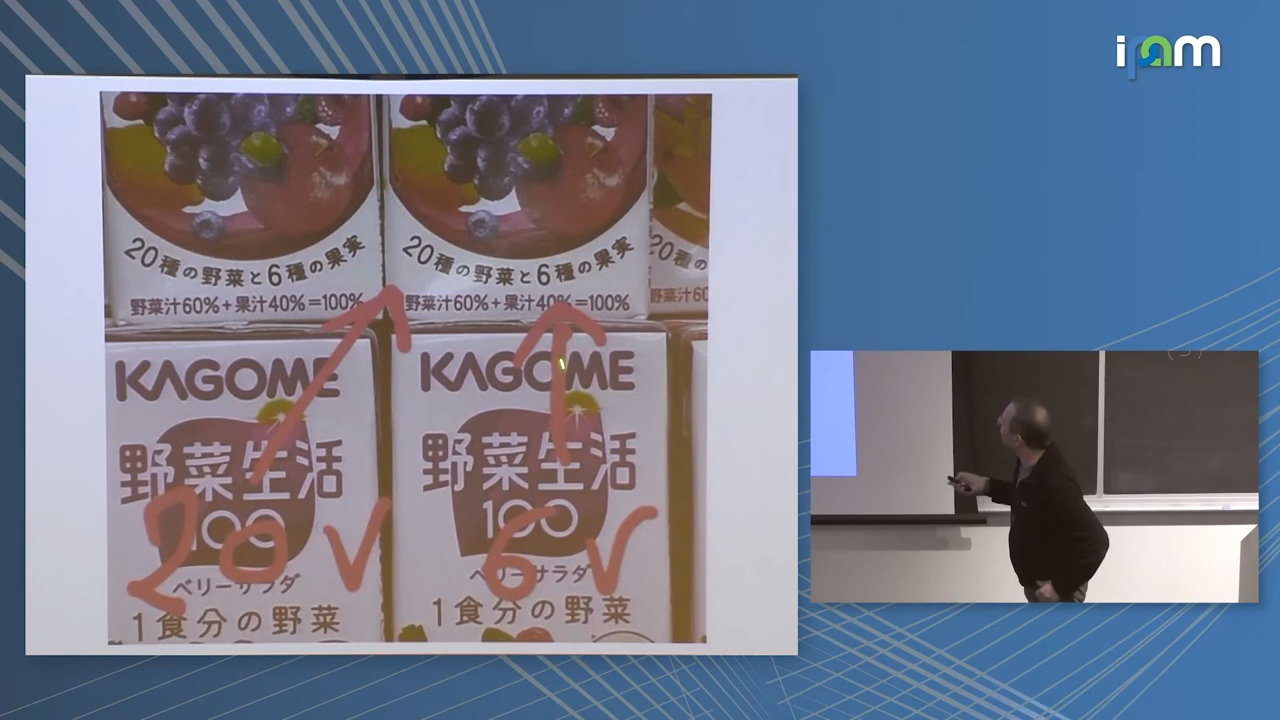 ipam
20種の野菜と6種の果実
野菜汁60%+果汁40%=100%
20種の野菜と6種の果実
野菜汁60%+果汁40%=100%
20種の
野菜汁60
KAGOME
野菜生活
100
ベリーサラダ
1食分の野菜
KAGOME
野菜生活
100
ベリーサラダ
1食分の野菜
20V
6V